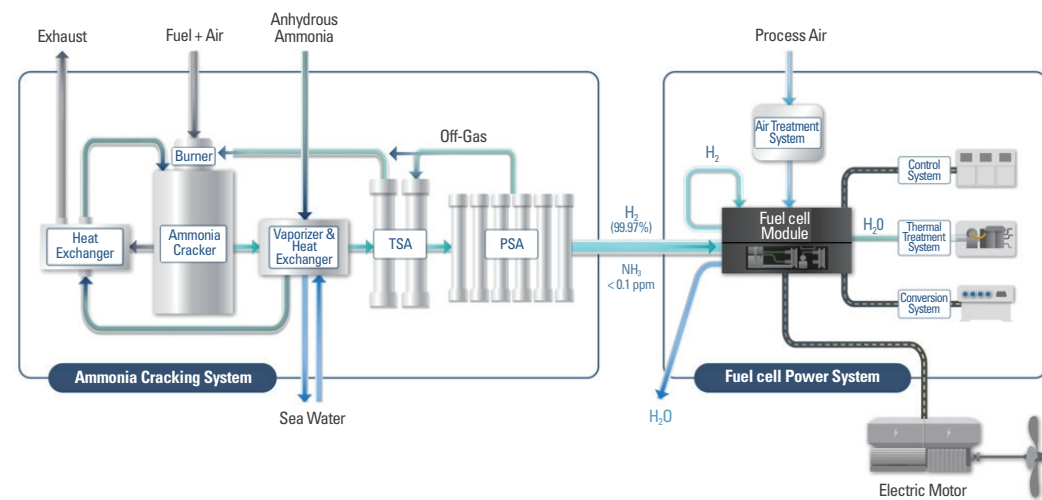 Exhaust
Fuel + Air
Anhydrous
Ammonia
Process Air
Off-Gas
Burner
Air Treatment
System
H₂
Control
System
Heat
Exchanger
Ammonia
Cracker
Vaporizer &
Heat
Exchanger
TSA
PSA
H₂
(99.97%)
NH₃
< 0.1 ppm
Fuel cell
Module
H₂O
Thermal
Treatment
System
Conversion
System
Ammonia Cracking System
Fuel cell Power System
Sea Water
H₂O
Electric Motor